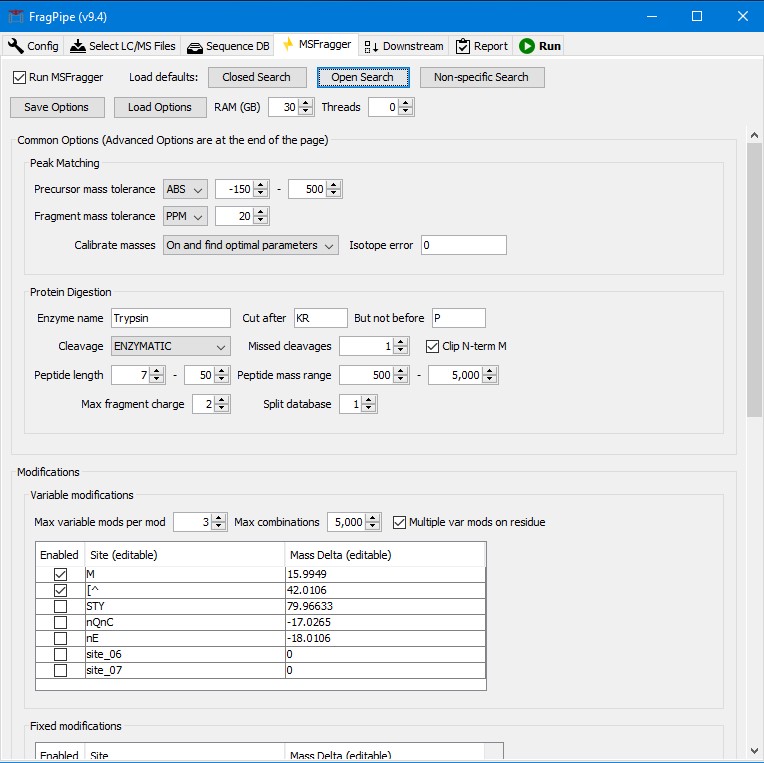 FragPipe (v9.4)
Config Select LC/MS Files Sequence DB MSFragger Downstream Report Run
Run MSFragger Load defaults: Closed Search Open Search Non-specific Search
Save Options Load Options RAM (GB) 30 Threads 0
Common Options (Advanced Options are at the end of the page)
Peak Matching
Precursor mass tolerance ABS -150 - 500
Fragment mass tolerance PPM 20
Calibrate masses On and find optimal parameters Isotope error 0
Protein Digestion
Enzyme name Trypsin Cut after KR But not before P
Cleavage ENZYMATIC Missed cleavages 1 Clip N-term M
Peptide length 7 - 50 Peptide mass range 500 - 5,000
Max fragment charge 2 Split database 1
Modifications
Variable modifications
Max variable mods per mod 3 Max combinations 5,000 Multiple var mods on residue
Enabled Site (editable) Mass Delta (editable)
M 15.9949
[^ 42.0106
STY 79.96633
nQnC -17.0265
nE -18.0106
site_06 0
site_07 0
Fixed modifications
Enabled Site Mass Delta (editable)